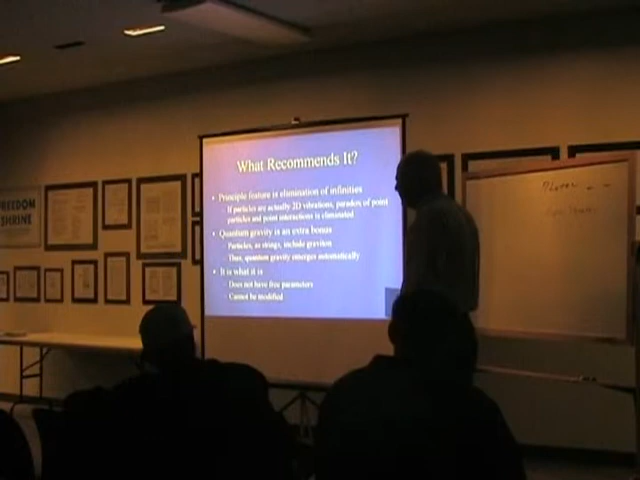 What Recommends It?
• Principle feature is elimination of infinities
– If particles are actually 2D vibrations, paradox of point
particles and point interactions is eliminated
• Quantum gravity is an extra bonus
– Particles, as strings, include graviton
– Thus, quantum gravity emerges automatically
• It is what it is
– Does not have free parameters
– Cannot be modified
FREEDOM
SHRINE